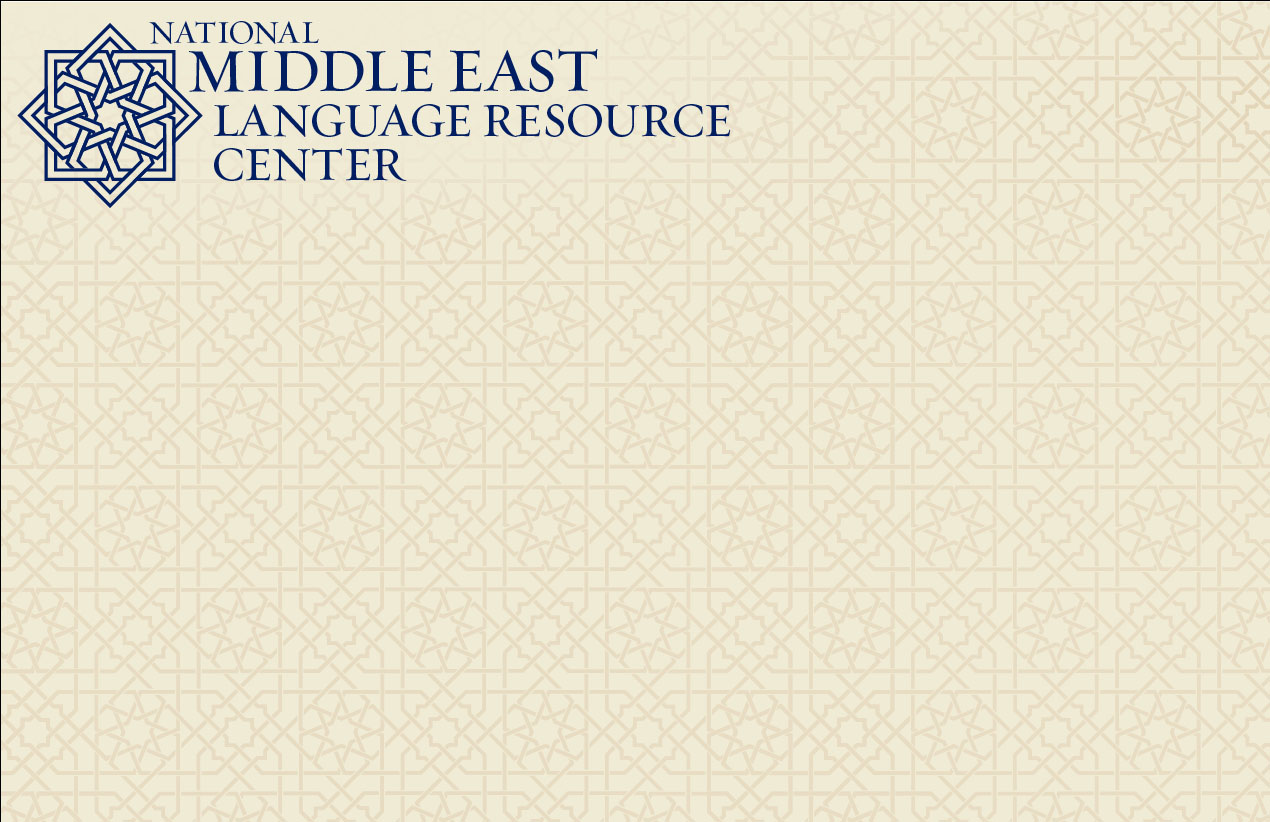 NATIONAL
MIDDLE EAST
LANGUAGE RESOURCE
CENTER